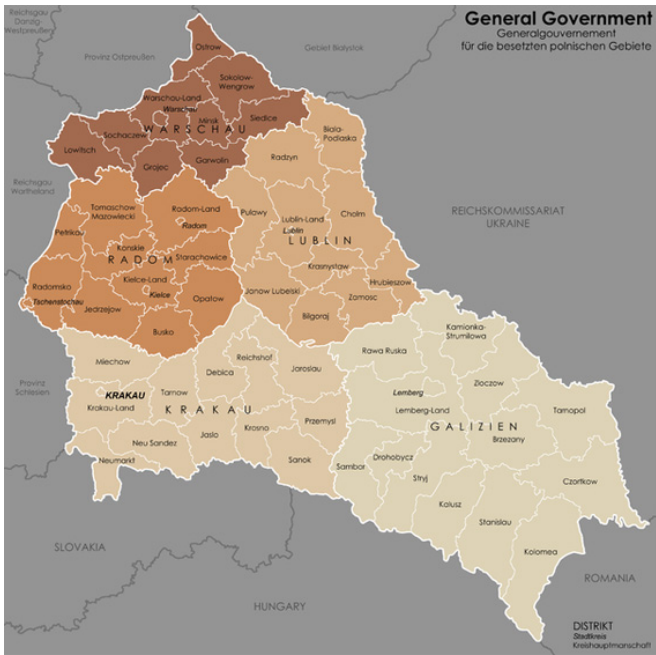 General Government
Generalgouvernement
für die besetzten polnischen Gebiete
Reichsgau
Danzig-
Westpreußen
Provinz Ostpreußen
Gebiet Bialystok
Ostrow
Sokolow-
Wengrow
Warschau-Land
Warschau
Minsk
Siedlce
Sochaczew
WARSCHAU
Lowitsch
Grojec
Garwolin
Biala-
Podlaska
Radzyn
Reichsgau
Wartheland
Tomaschow
Mazowiecki
Radom-Land
Radom
Petrikau
Konskie
RADOM
Starachowice
Kielce-Land
Kielce
Radomsko
Tschenstochau
Jedrzejow
Opatow
Busko
Pulawy
Lublin-Land
Lublin
LUBLIN
Cholm
Krasnystaw
Hrubieszow
Janow Lubelski
Zamosc
Bilgoraj
REICHSKOMMISSARIAT
UKRAINE
Provinz
Schlesien
Miechow
KRAKAU
Krakau-Land
Tarnow
Debica
Reichshof
Jaroslau
KRAKAU
Przemysl
Neu Sandez
Jaslo
Krosno
Neumarkt
Sanok
Kamionka-
Strumilowa
Rawa Ruska
Zloczow
Lemberg
Lemberg-Land
Tarnopol
GALIZIEN
Brzezany
Sambor
Drohobycz
Stryj
Czortkow
Kalusz
Stanislau
Kolomea
SLOVAKIA
HUNGARY
ROMANIA
DISTRIKT
Stadtkreis
Kreishauptmanschaft